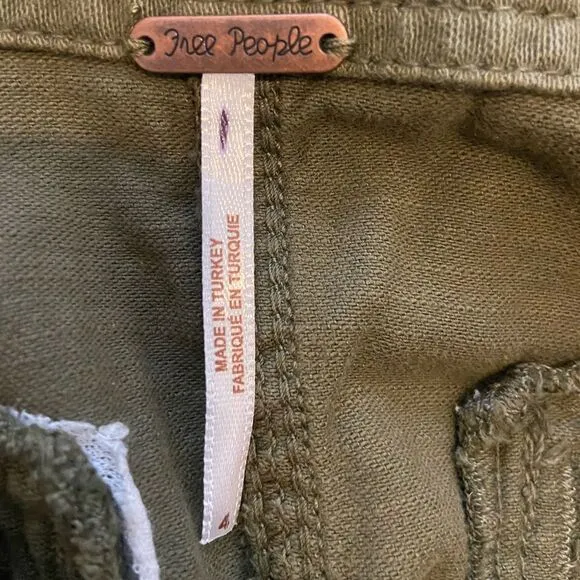 Free People
MADE IN TURKEY
FABRIQUÉ EN TURQUIE
4